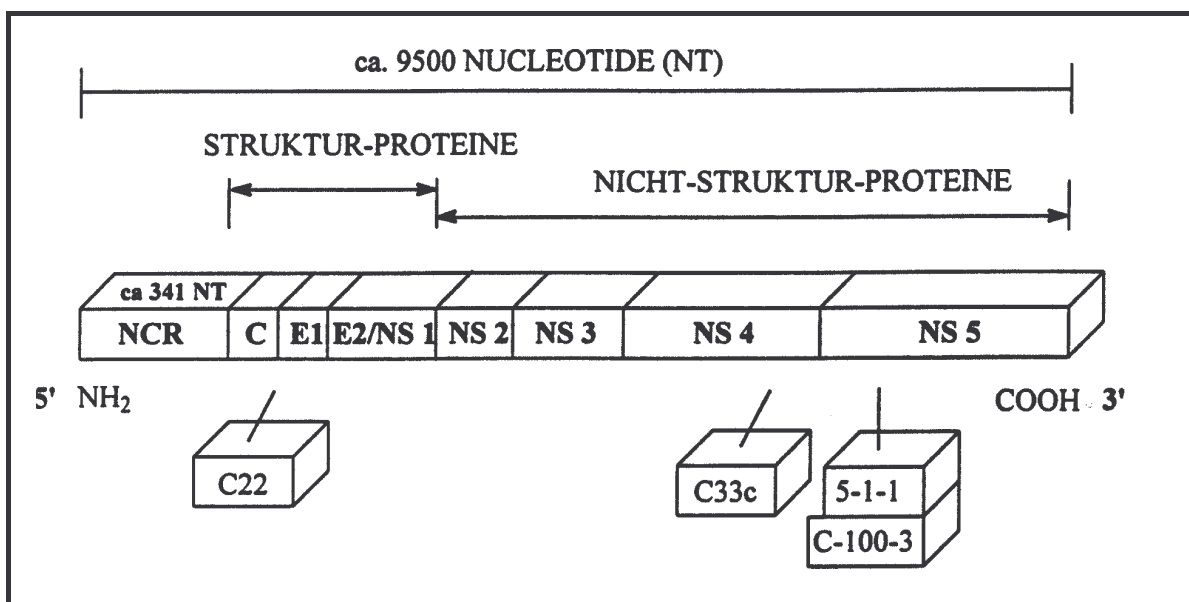 ca. 9500 NUCLEOTIDE (NT)
STRUKTUR-PROTEINE
NICHT-STRUKTUR-PROTEINE
ca 341 NT
NCR C E1 E2/NS 1 NS 2 NS 3 NS 4 NS 5
5' NH₂ COOH 3'
C22 C33c 5-1-1
C-100-3